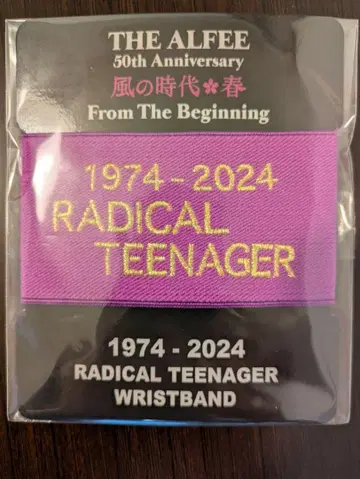 THE ALFEE
50th Anniversary
風の時代✿春
From The Beginning
1974-2024
RADICAL
TEENAGER
1974 - 2024
RADICAL TEENAGER
WRISTBAND